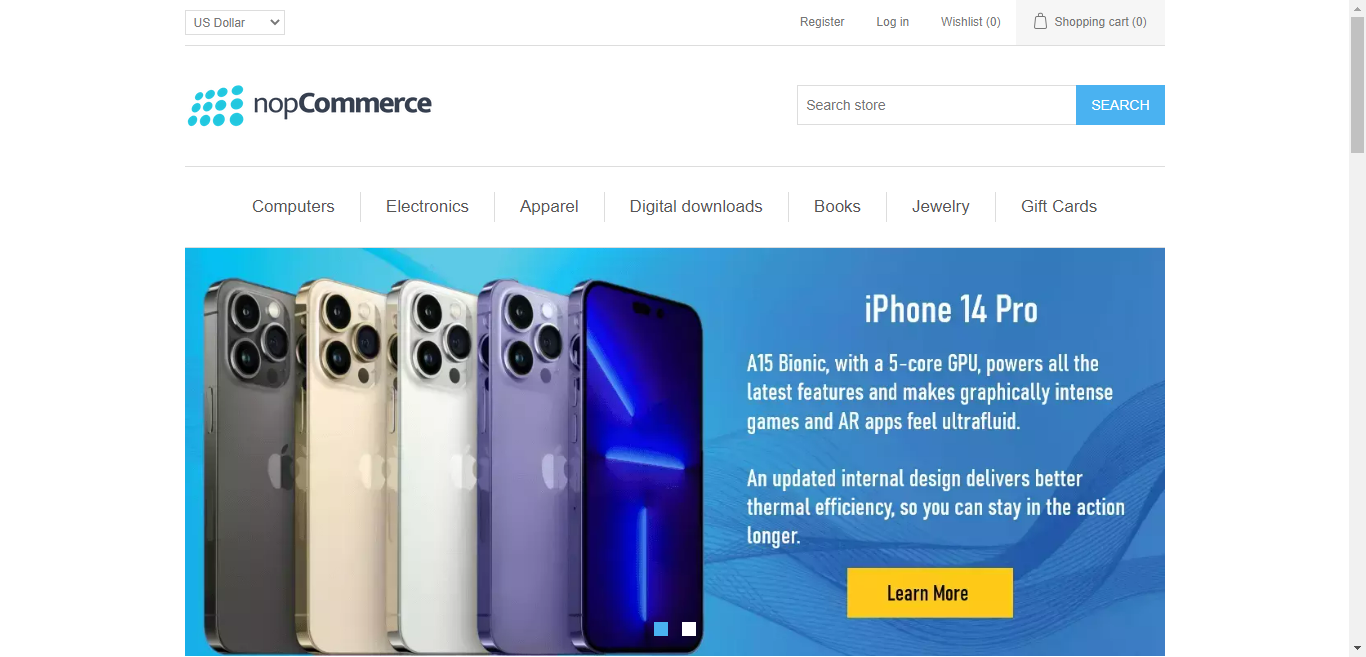 US Dollar
Register
Log in
Wishlist (0)
Shopping cart (0)
nopCommerce
Search store
SEARCH
Computers
Electronics
Apparel
Digital downloads
Books
Jewelry
Gift Cards
iPhone 14 Pro
A15 Bionic, with a 5-core GPU, powers all the
latest features and makes graphically intense
games and AR apps feel ultrafluid.
An updated internal design delivers better
thermal efficiency, so you can stay in the action
longer.
Learn More